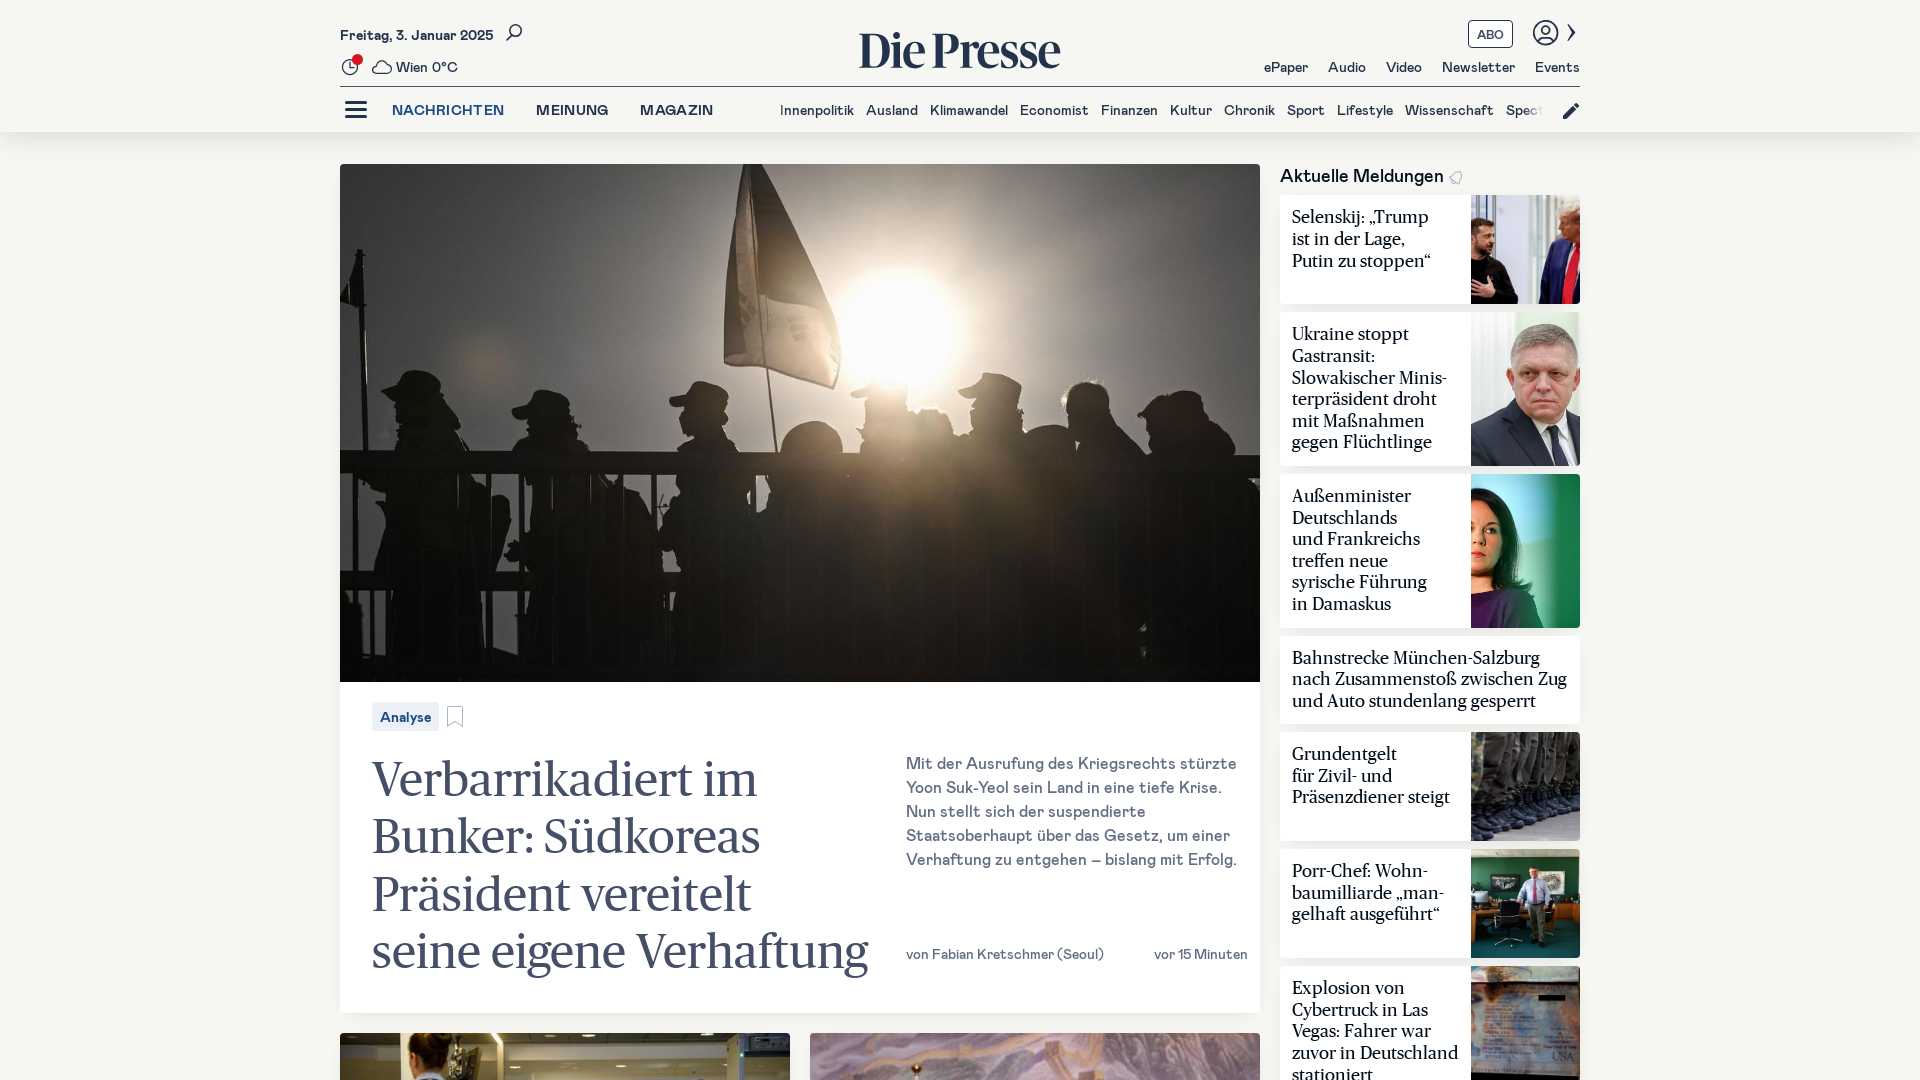 Freitag, 3. Januar 2025
Wien 0°C
Die Presse
ABO
ePaper Audio Video Newsletter Events
NACHRICHTEN MEINUNG MAGAZIN
Innenpolitik Ausland Klimawandel Economist Finanzen Kultur Chronik Sport Lifestyle Wissenschaft Spect
Analyse
Verbarrikadiert im
Bunker: Südkoreas
Präsident vereitelt
seine eigene Verhaftung
Mit der Ausrufung des Kriegsrechts stürzte
Yoon Suk-Yeol sein Land in eine tiefe Krise.
Nun stellt sich der suspendierte
Staatsoberhaupt über das Gesetz, um einer
Verhaftung zu entgehen – bislang mit Erfolg.
von Fabian Kretschmer (Seoul) vor 15 Minuten
Aktuelle Meldungen
Selenskij: „Trump
ist in der Lage,
Putin zu stoppen“
Ukraine stoppt
Gastransit:
Slowakischer Minis-
terpräsident droht
mit Maßnahmen
gegen Flüchtlinge
Außenminister
Deutschlands
und Frankreichs
treffen neue
syrische Führung
in Damaskus
Bahnstrecke München-Salzburg
nach Zusammenstoß zwischen Zug
und Auto stundenlang gesperrt
Grundentgelt
für Zivil- und
Präsenzdiener steigt
Porr-Chef: Wohn-
baumilliarde „man-
gelhaft ausgeführt“
Explosion von
Cybertruck in Las
Vegas: Fahrer war
zuvor in Deutschland
stationiert